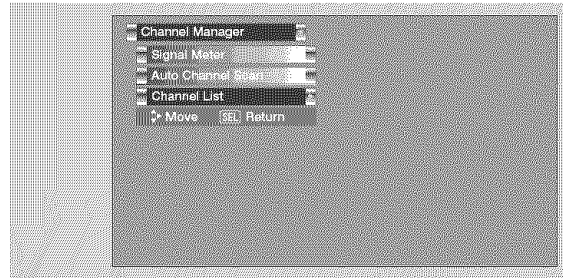 Channel Manager
Signal Meter
Auto Channel Scan
Channel List
Move SEL Return